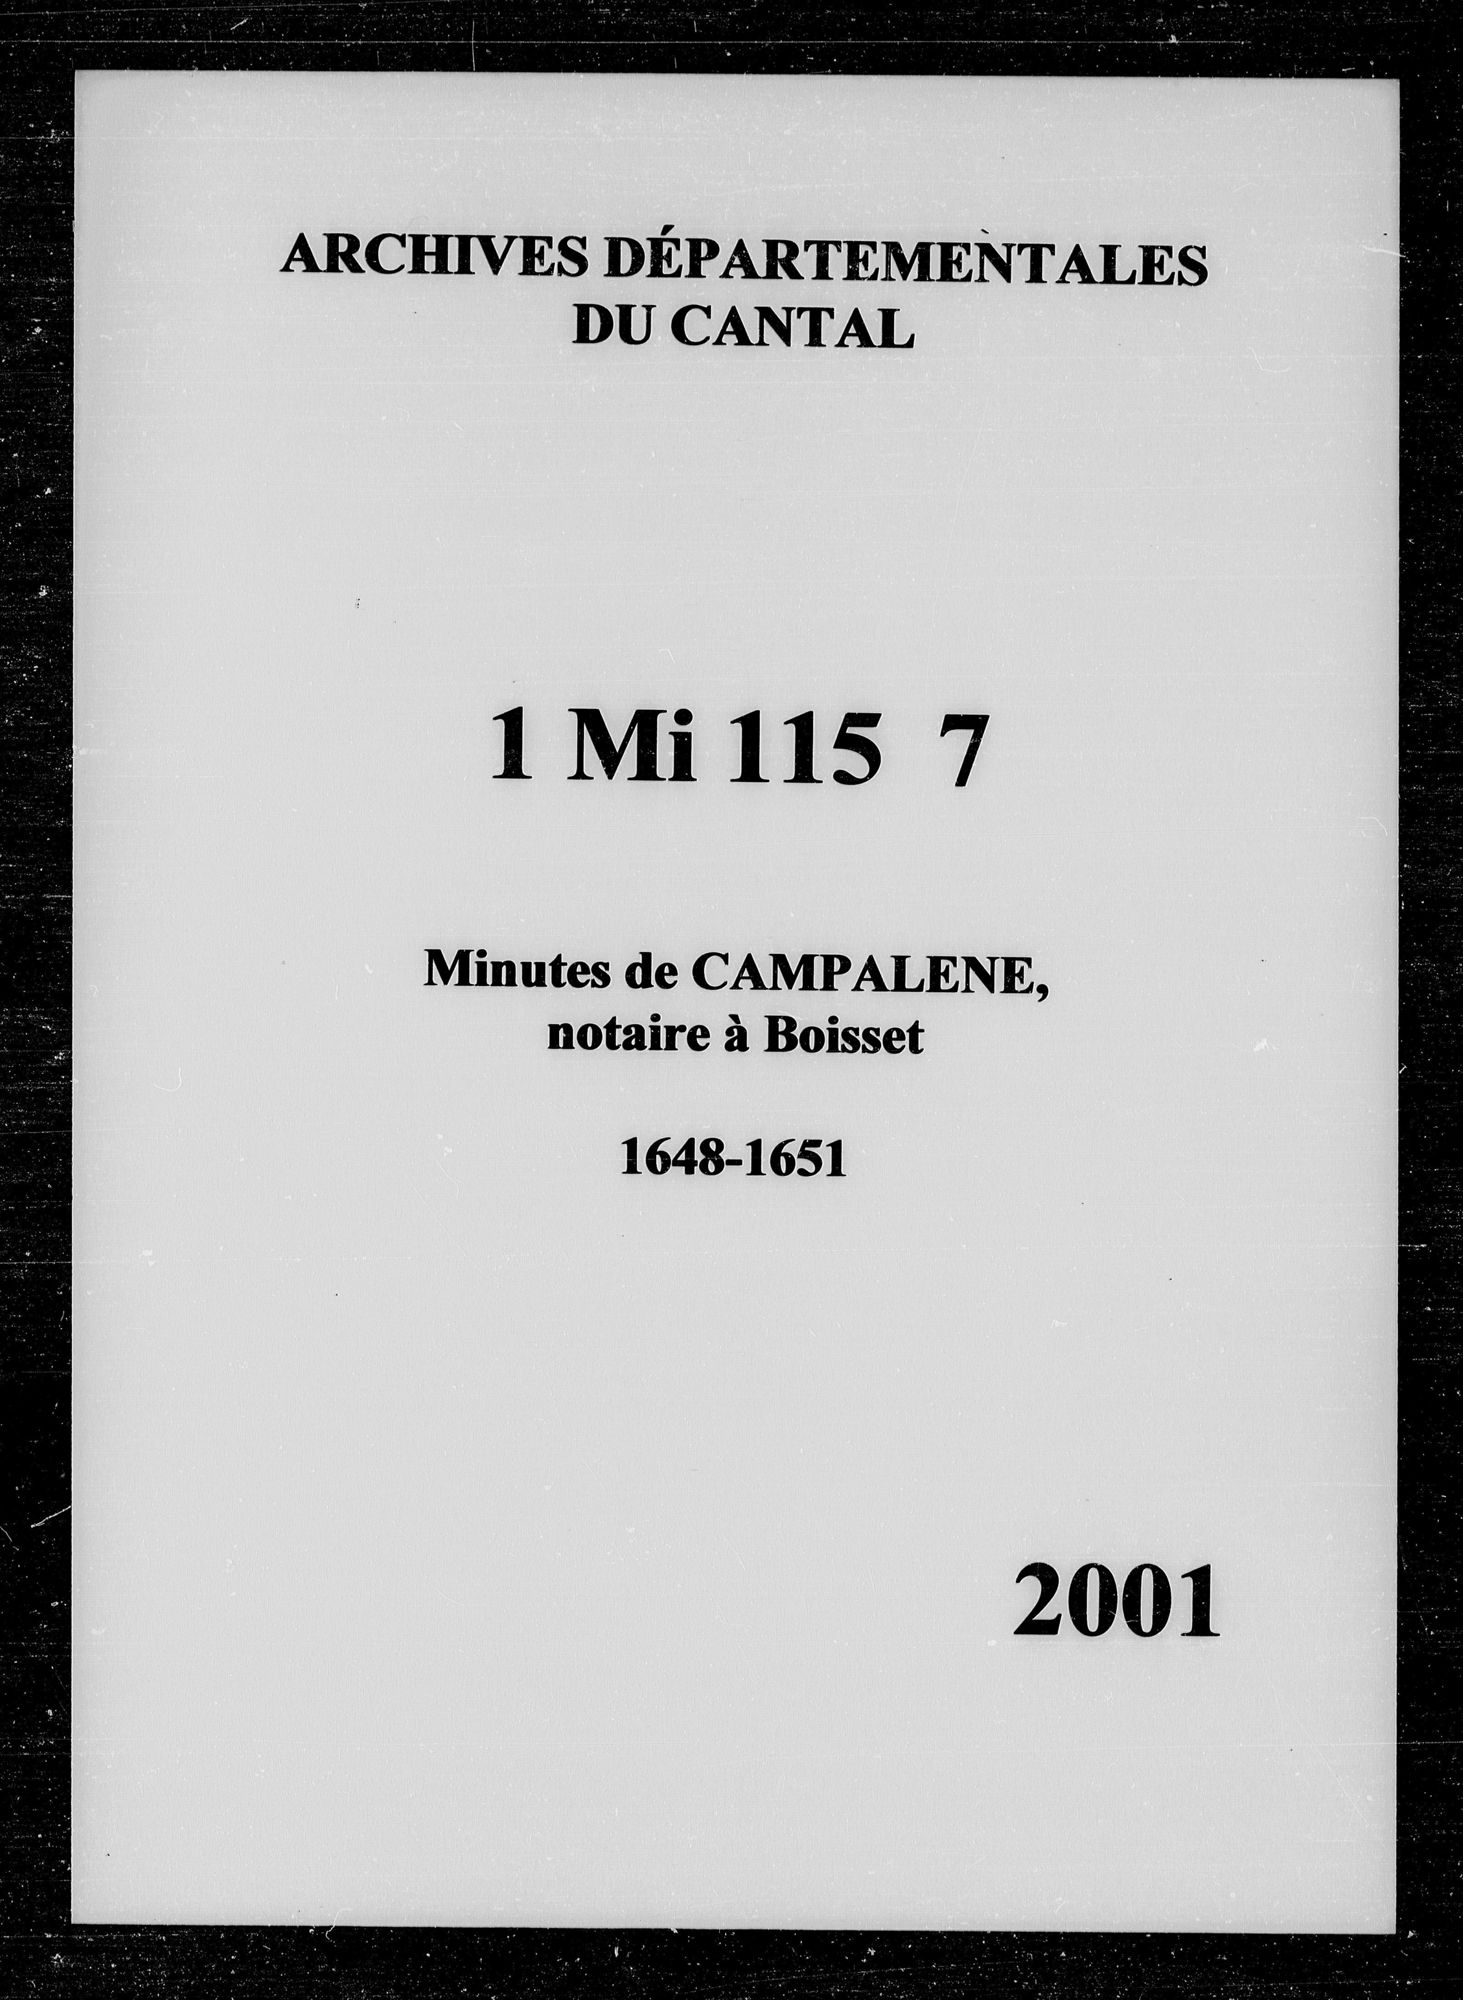 ARCHIVES DÉPARTEMENTALES
DU CANTAL
1 Mi 115 7
Minutes de CAMPALENE,
notaire à Boisset
1648-1651
2001